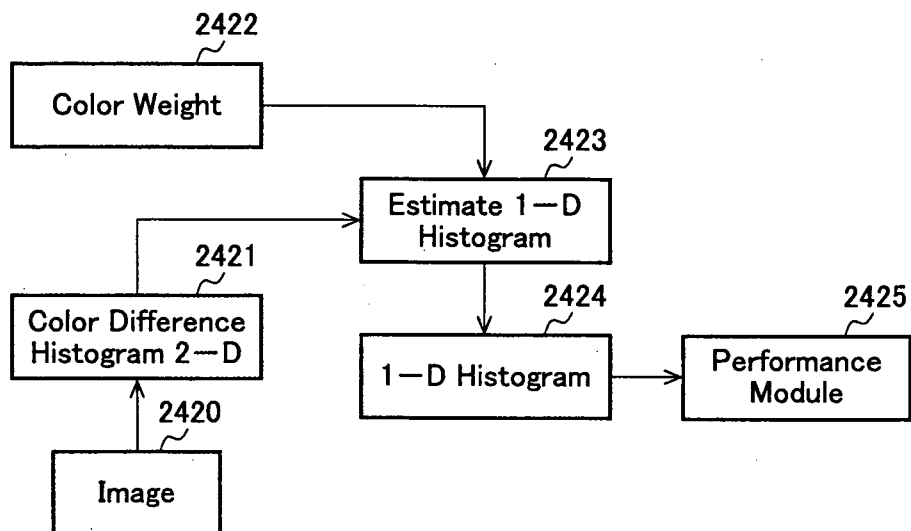 2422
Color Weight
2423
Estimate 1-D
Histogram
2421
Color Difference
Histogram 2-D
2424
1-D Histogram
2425
Performance
Module
2420
Image